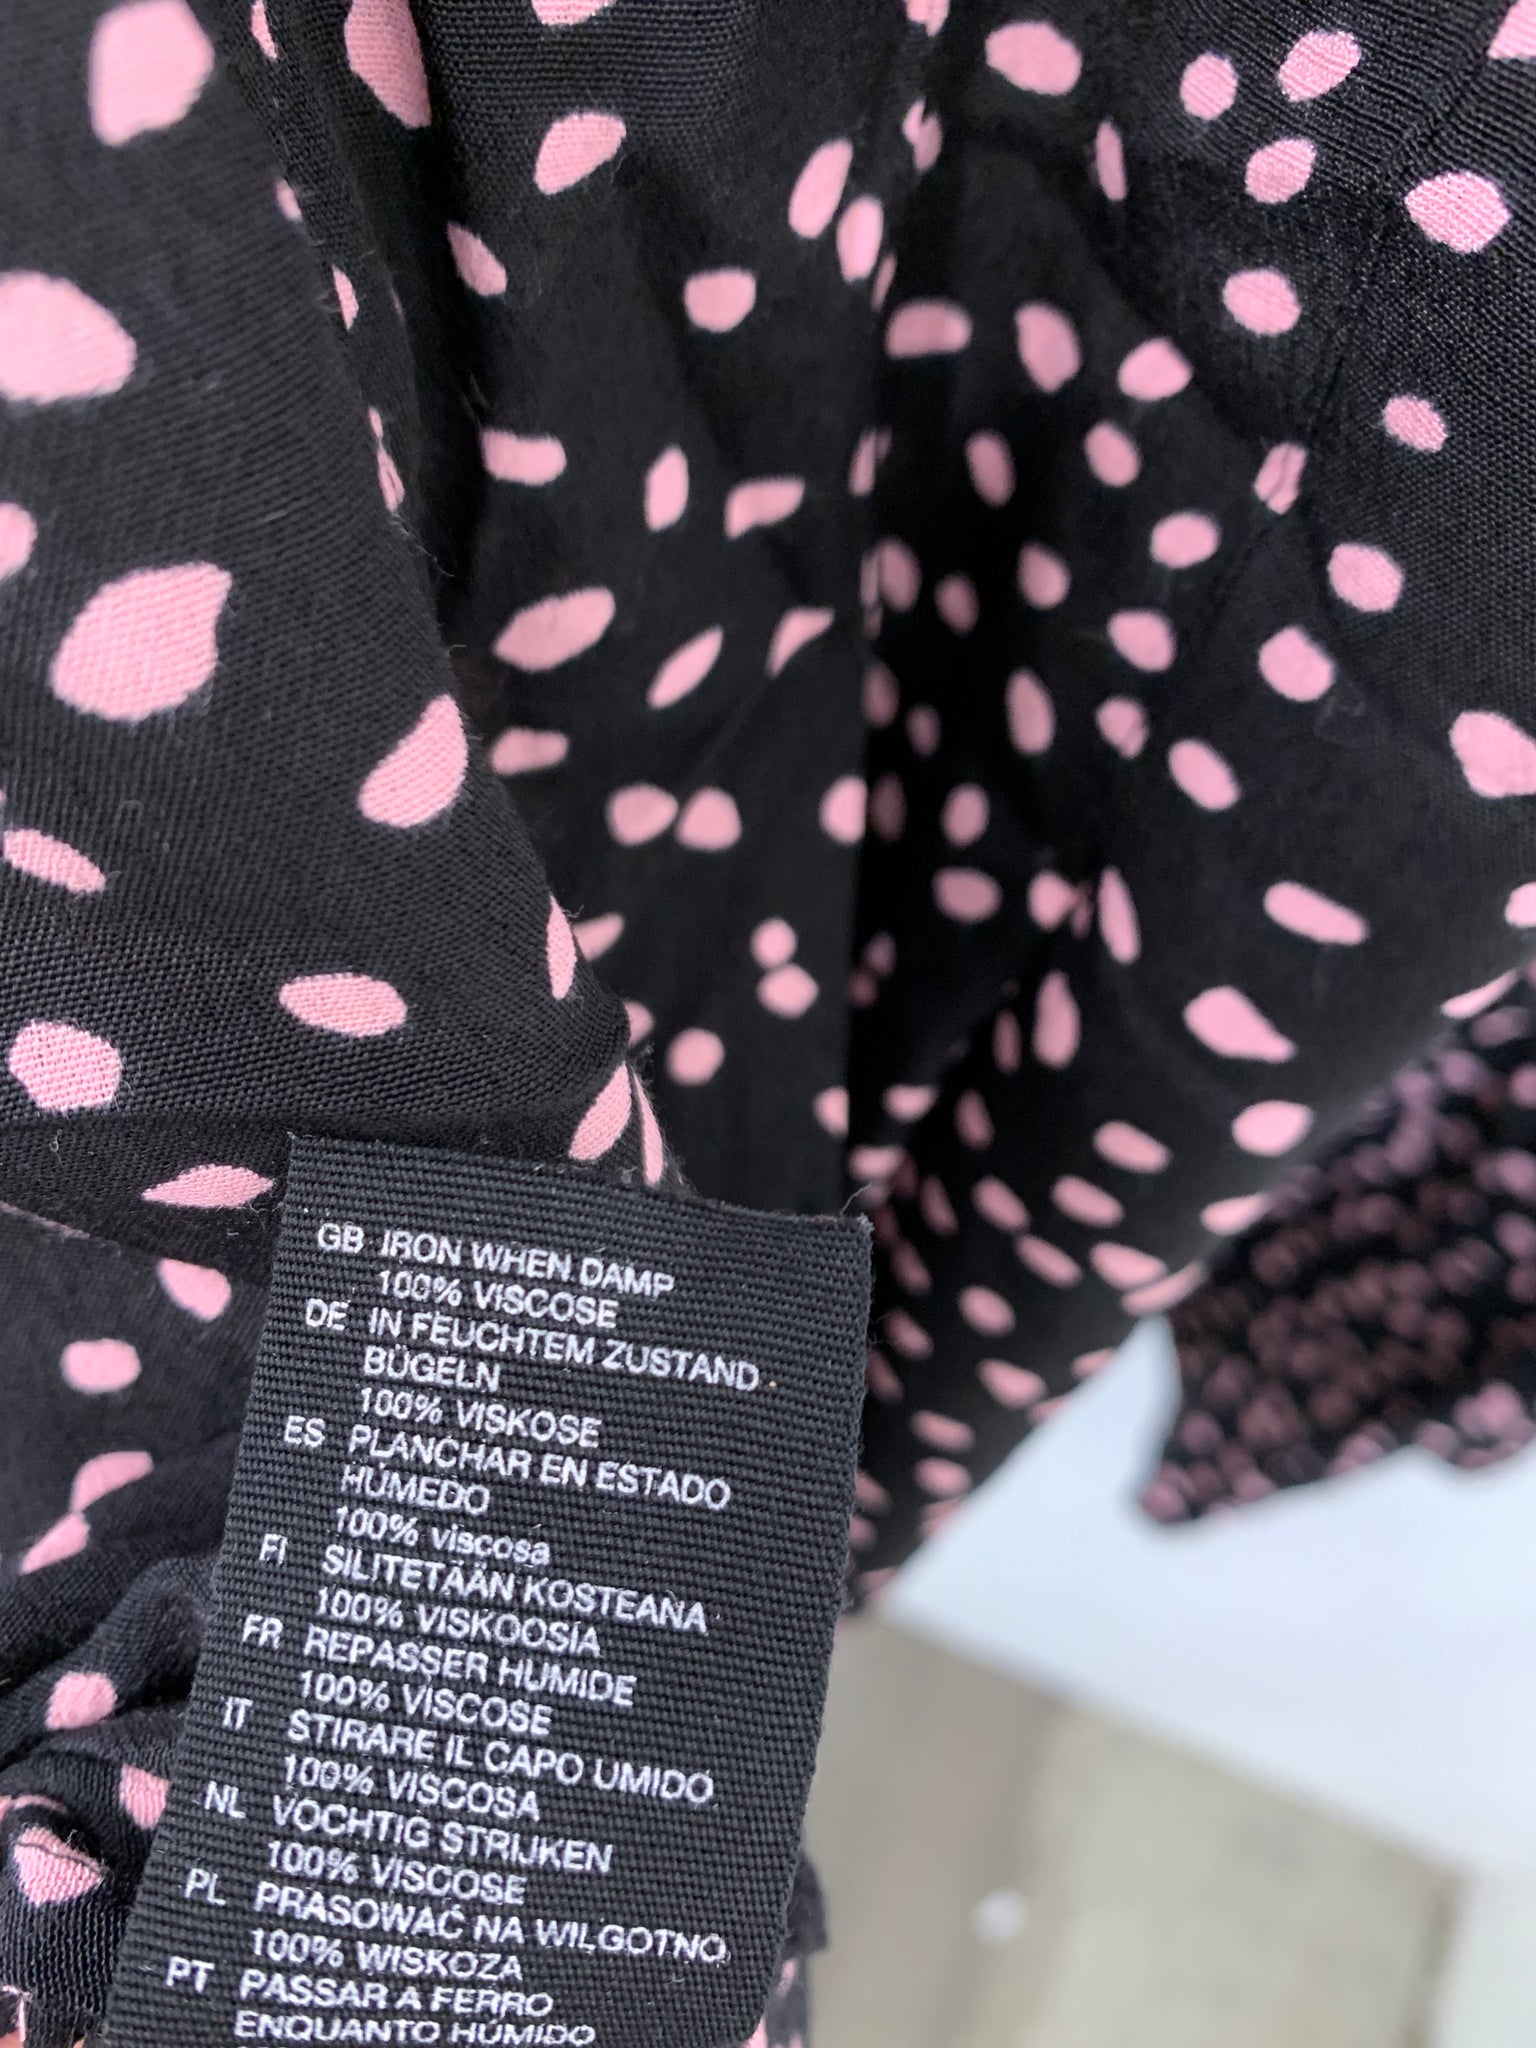 GB IRON WHEN DAMP
100% VISCOSE
DE IN FEUCHTEM ZUSTAND
BÜGELN
100% VISKOSE
ES PLANCHAR EN ESTADO
HÚMEDO
100% viscosa
FI SILITETÄÄN KOSTEANA
100% VISKOOSIA
FR REPASSER HUMIDE
100% VISCOSE
IT STIRARE IL CAPO UMIDO
100% VISCOSA
NL VOCHTIG STRIJKEN
100% VISCOSE
PL PRASOWAĆ NA WILGOTNO
100% WISKOZA
PT PASSAR A FERRO
ENQUANTO HÚMIDO